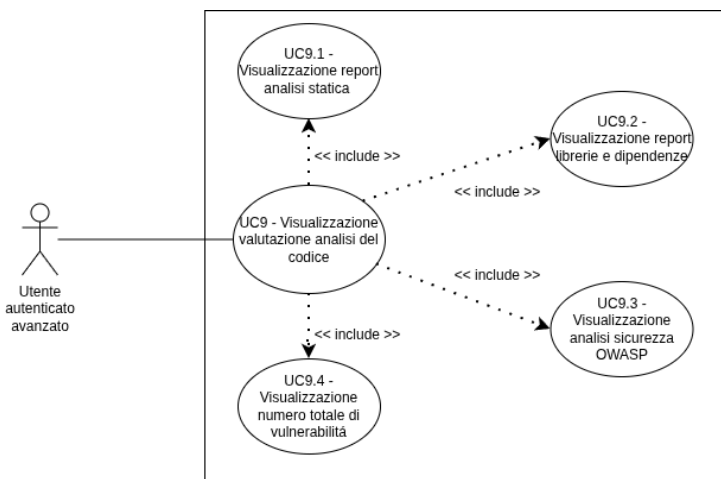 UC9.1 -
Visualizzazione report
analisi statica
UC9.2 -
Visualizzazione report
librerie e dipendenze
<< include >>
<< include >>
UC9 - Visualizzazione
valutazione analisi del
codice
Utente
autenticato
avanzato
<< include >>
UC9.3 -
Visualizzazione
analisi sicurezza
OWASP
<< include >>
UC9.4 -
Visualizzazione
numero totale di
vulnerabilitá